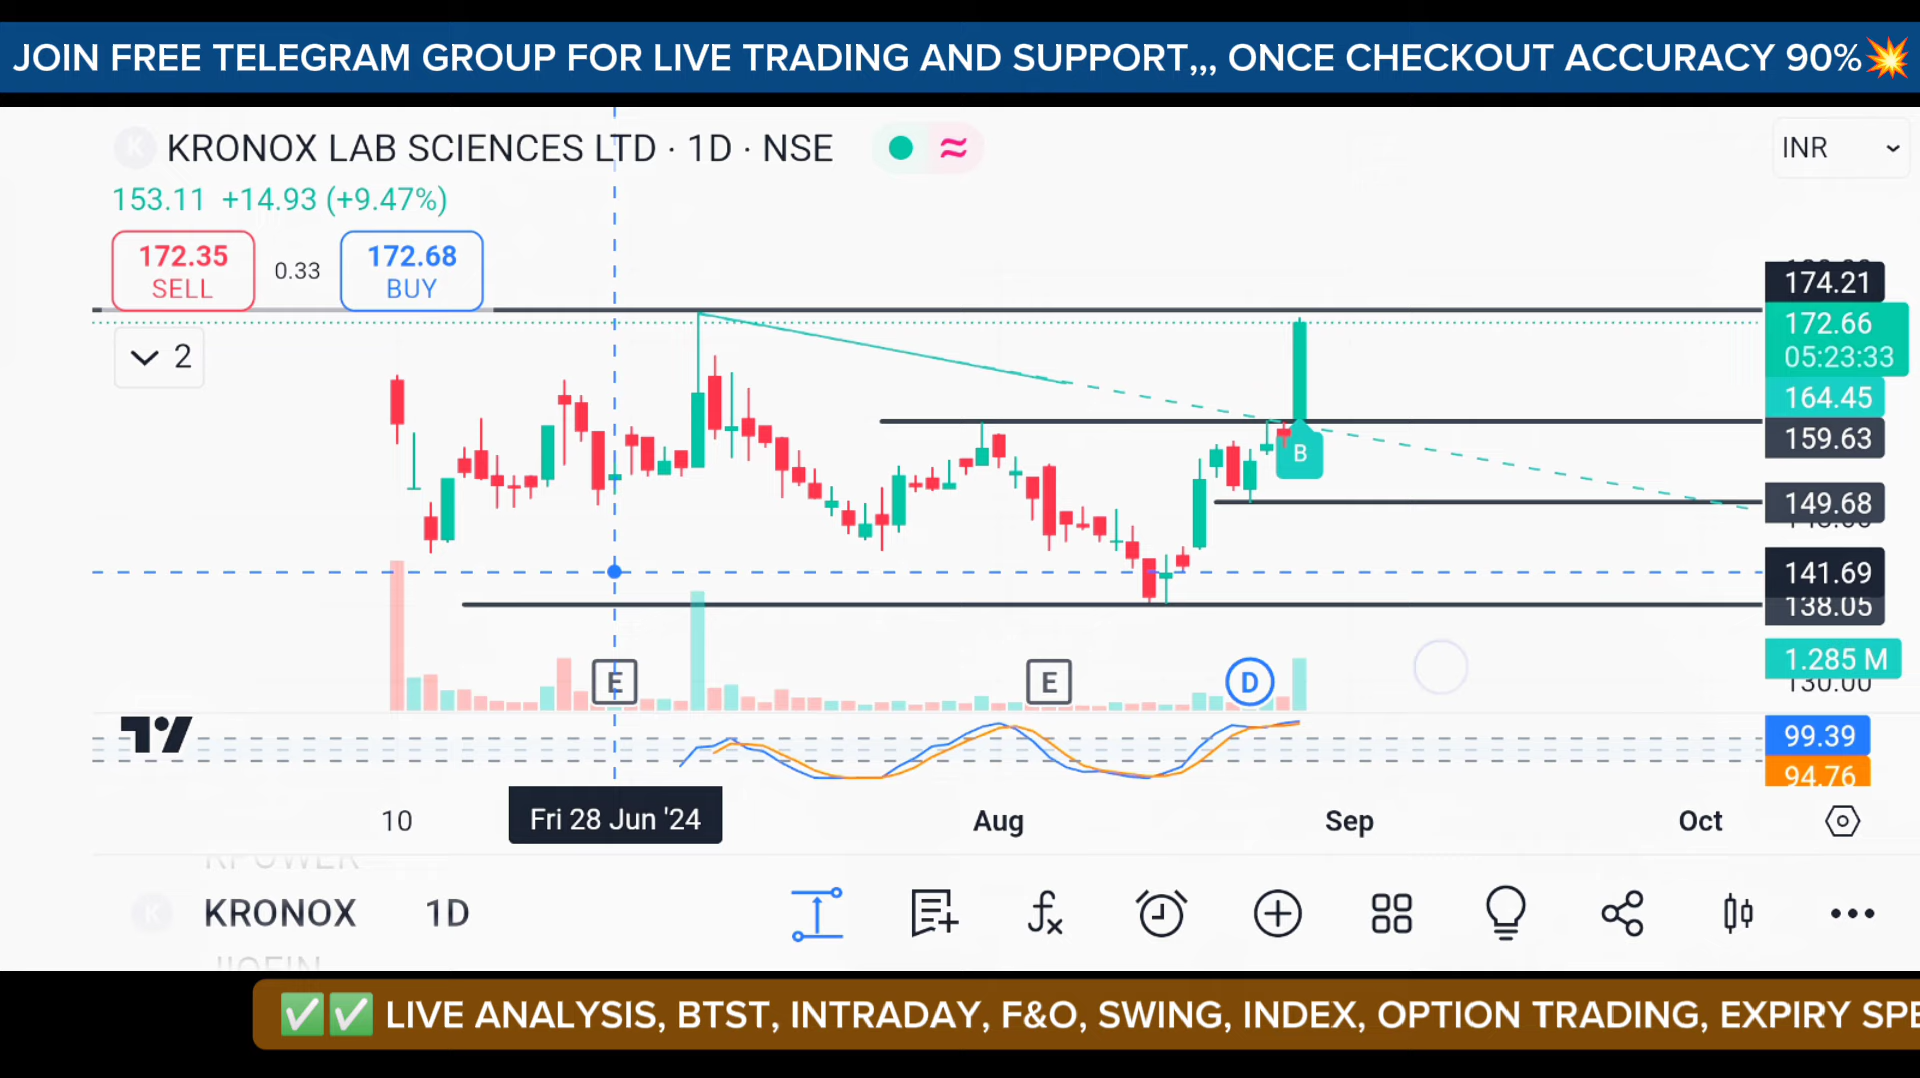 JOIN FREE TELEGRAM GROUP FOR LIVE TRADING AND SUPPORT,,, ONCE CHECKOUT ACCURACY 90%💥
K KRONOX LAB SCIENCES LTD · 1D · NSE
INR
153.11 +14.93 (+9.47%)
172.35
SELL
0.33
172.68
BUY
2
174.21
172.66
05:23:33
164.45
159.63
149.68
141.69
138.05
1.285 M
130.00
99.39
94.76
B
E
E
D
10
Fri 28 Jun '24
Aug
Sep
Oct
RPOWER
K KRONOX 1D
JIOFIN
✅✅ LIVE ANALYSIS, BTST, INTRADAY, F&O, SWING, INDEX, OPTION TRADING, EXPIRY SPE